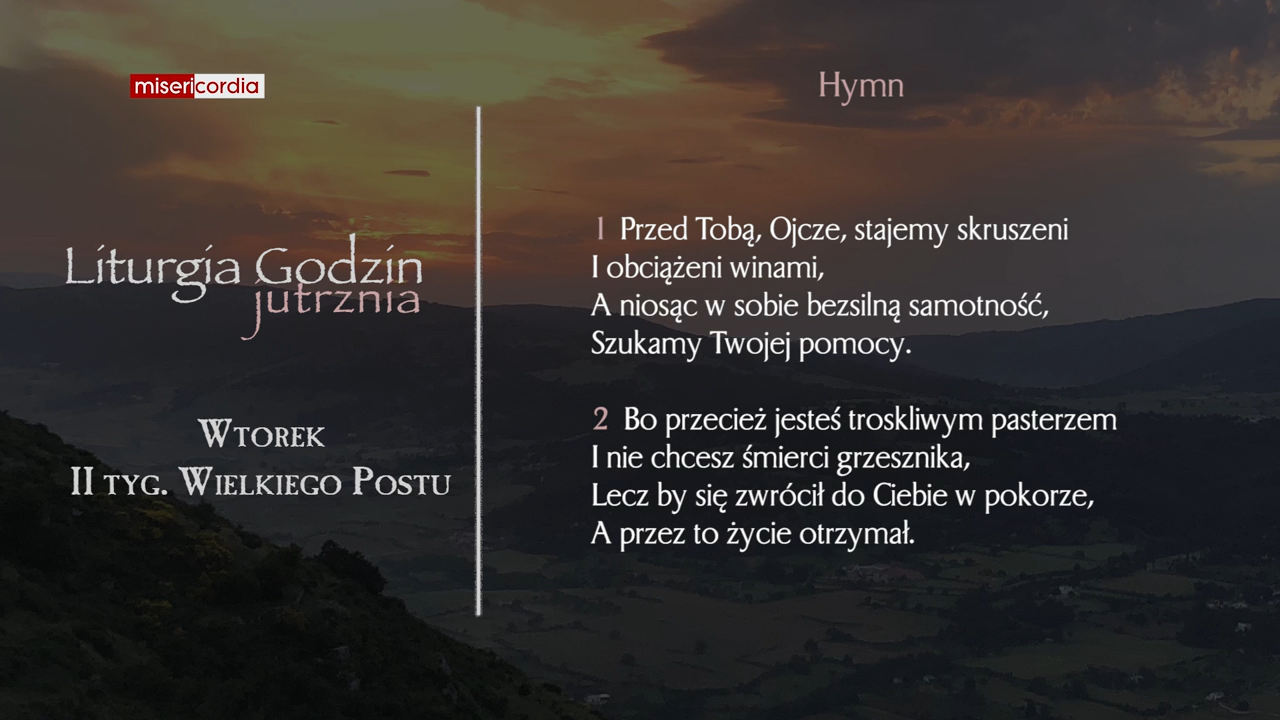 misericordia
Liturgia Godzin
jutrznia
Wtorek
II tyg. Wielkiego Postu
Hymn
1 Przed Tobą, Ojcze, stajemy skruszeni
I obciążeni winami,
A niosąc w sobie bezsilną samotność,
Szukamy Twojej pomocy.
2 Bo przecież jesteś troskliwym pasterzem
I nie chcesz śmierci grzesznika,
Lecz by się zwrócił do Ciebie w pokorze,
A przez to życie otrzymał.